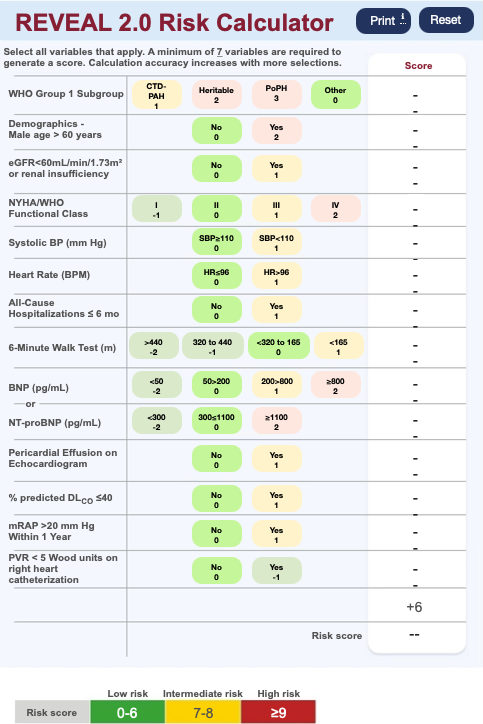 REVEAL 2.0 Risk Calculator
Print i
Reset
Select all variables that apply. A minimum of 7 variables are required to
generate a score. Calculation accuracy increases with more selections.
Score
WHO Group 1 Subgroup
CTD-
PAH
1
Heritable
2
PoPH
3
Other
0
-
-
Demographics -
Male age > 60 years
No
0
Yes
2
-
-
eGFR<60mL/min/1.73m²
or renal insufficiency
No
0
Yes
1
-
-
NYHA/WHO
Functional Class
I
-1
II
0
III
1
IV
2
-
-
Systolic BP (mm Hg)
SBP≥110
0
SBP<110
1
-
-
Heart Rate (BPM)
HR≤96
0
HR>96
1
-
-
All-Cause
Hospitalizations ≤ 6 mo
No
0
Yes
1
-
-
6-Minute Walk Test (m)
>440
-2
320 to 440
-1
<320 to 165
0
<165
1
-
-
BNP (pg/mL)
<50
-2
50>200
0
200>800
1
≥800
2
-
-
or
NT-proBNP (pg/mL)
<300
-2
300≤1100
0
≥1100
2
-
-
Pericardial Effusion on
Echocardiogram
No
0
Yes
1
-
-
% predicted DLCO ≤40
No
0
Yes
1
-
-
mRAP >20 mm Hg
Within 1 Year
No
0
Yes
1
-
-
PVR < 5 Wood units on
right heart
catheterization
No
0
Yes
-1
-
-
+6
Risk score
--
Low risk
Intermediate risk
High risk
Risk score
0-6
7-8
≥9